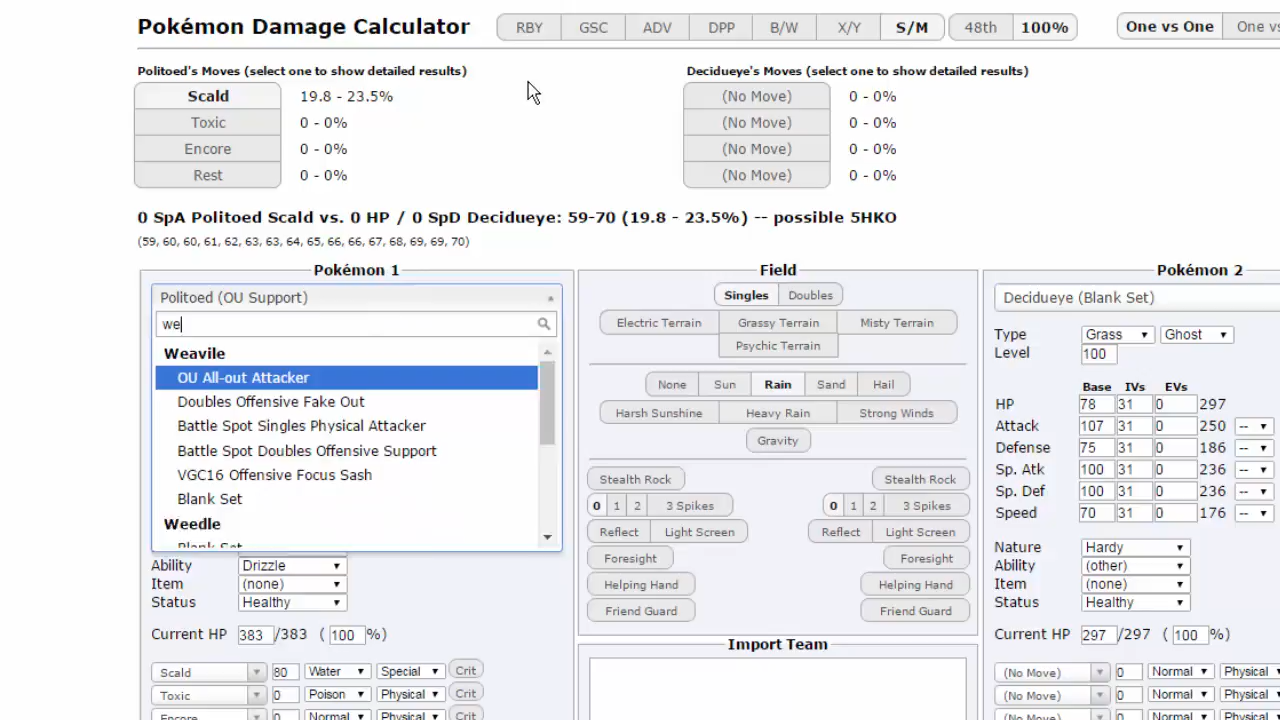 Pokémon Damage Calculator RBY GSC ADV DPP B/W X/Y S/M 48th 100% One vs One One vs
Politoed's Moves (select one to show detailed results) Decidueye's Moves (select one to show detailed results)
Scald 19.8 - 23.5% (No Move) 0 - 0%
Toxic 0 - 0% (No Move) 0 - 0%
Encore 0 - 0% (No Move) 0 - 0%
Rest 0 - 0% (No Move) 0 - 0%
0 SpA Politoed Scald vs. 0 HP / 0 SpD Decidueye: 59-70 (19.8 - 23.5%) -- possible 5HKO
(59, 60, 60, 61, 62, 63, 63, 64, 65, 66, 66, 67, 68, 69, 69, 70)
Pokémon 1
Politoed (OU Support)
we
Weavile
OU All-out Attacker
Doubles Offensive Fake Out
Battle Spot Singles Physical Attacker
Battle Spot Doubles Offensive Support
VGC16 Offensive Focus Sash
Blank Set
Weedle
Blank Set
Ability Drizzle
Item (none)
Status Healthy
Current HP 383/383 (100%)
Scald 80 Water Special Crit
Toxic 0 Poison Physical Crit
Encore 0 Normal Physical Crit
Field
Singles Doubles
Electric Terrain Grassy Terrain Misty Terrain
Psychic Terrain
None Sun Rain Sand Hail
Harsh Sunshine Heavy Rain Strong Winds
Gravity
Stealth Rock Stealth Rock
0 1 2 3 Spikes 0 1 2 3 Spikes
Reflect Light Screen Reflect Light Screen
Foresight Foresight
Helping Hand Helping Hand
Friend Guard Friend Guard
Import Team
Pokémon 2
Decidueye (Blank Set)
Type Grass Ghost
Level 100
Base IVs EVs
HP 78 31 0 297
Attack 107 31 0 250 --
Defense 75 31 0 186 --
Sp. Atk 100 31 0 236 --
Sp. Def 100 31 0 236 --
Speed 70 31 0 176 --
Nature Hardy
Ability (other)
Item (none)
Status Healthy
Current HP 297/297 (100%)
(No Move) 0 Normal Physical
(No Move) 0 Normal Physical
(No Move) 0 Normal Physical